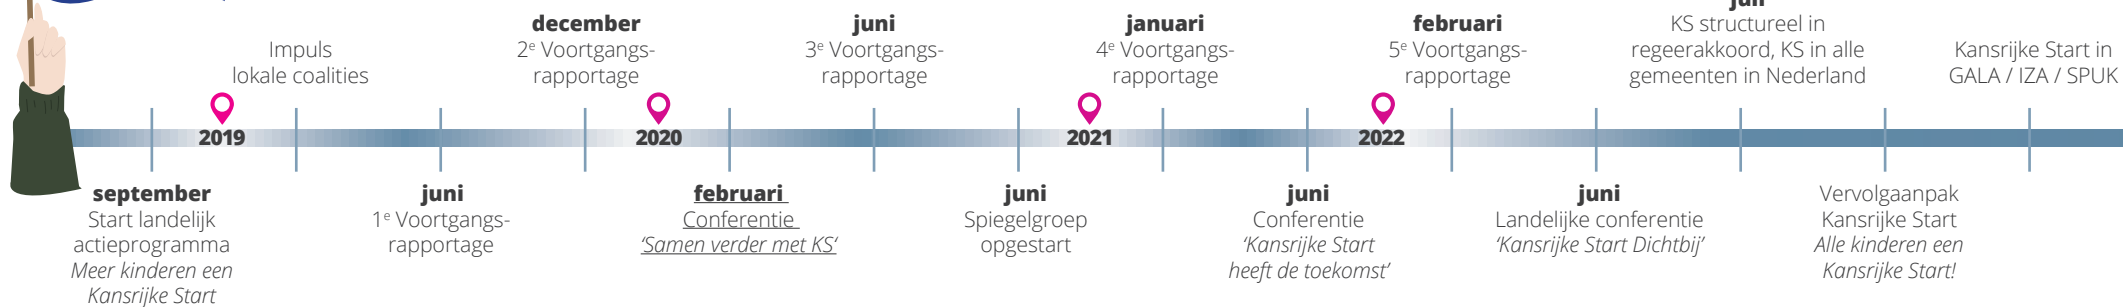 september
Start landelijk
actieprogramma
Meer kinderen een
Kansrijke Start
2019
Impuls
lokale coalities
juni
1e Voortgangs-
rapportage
december
2e Voortgangs-
rapportage
2020
februari
Conferentie
‘Samen verder met KS’
juni
3e Voortgangs-
rapportage
juni
Spiegelgroep
opgestart
2021
januari
4e Voortgangs-
rapportage
juni
Conferentie
‘Kansrijke Start
heeft de toekomst’
2022
februari
5e Voortgangs-
rapportage
juni
Landelijke conferentie
‘Kansrijke Start Dichtbij’
juli
KS structureel in
regeerakkoord, KS in alle
gemeenten in Nederland
Vervolgaanpak
Kansrijke Start
Alle kinderen een
Kansrijke Start!
Kansrijke Start in
GALA / IZA / SPUK